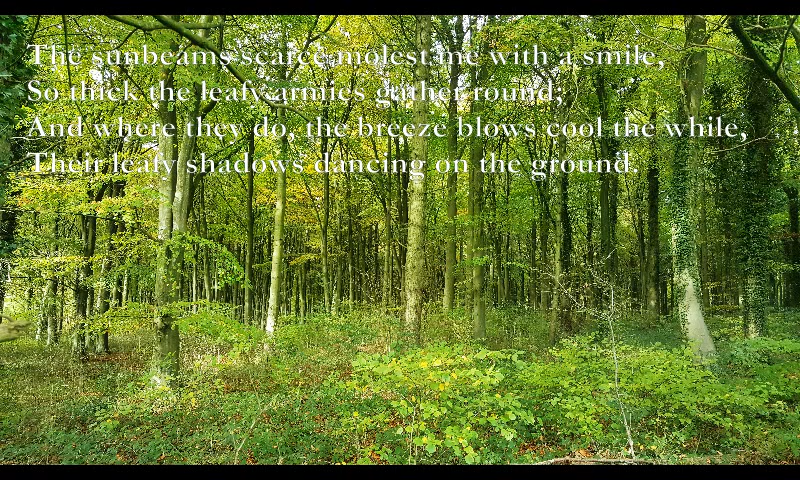 The sunbeams scarce molest me with a smile,
So thick the leafy armies gather round;
And where they do, the breeze blows cool the while,
Their leafy shadows dancing on the ground.